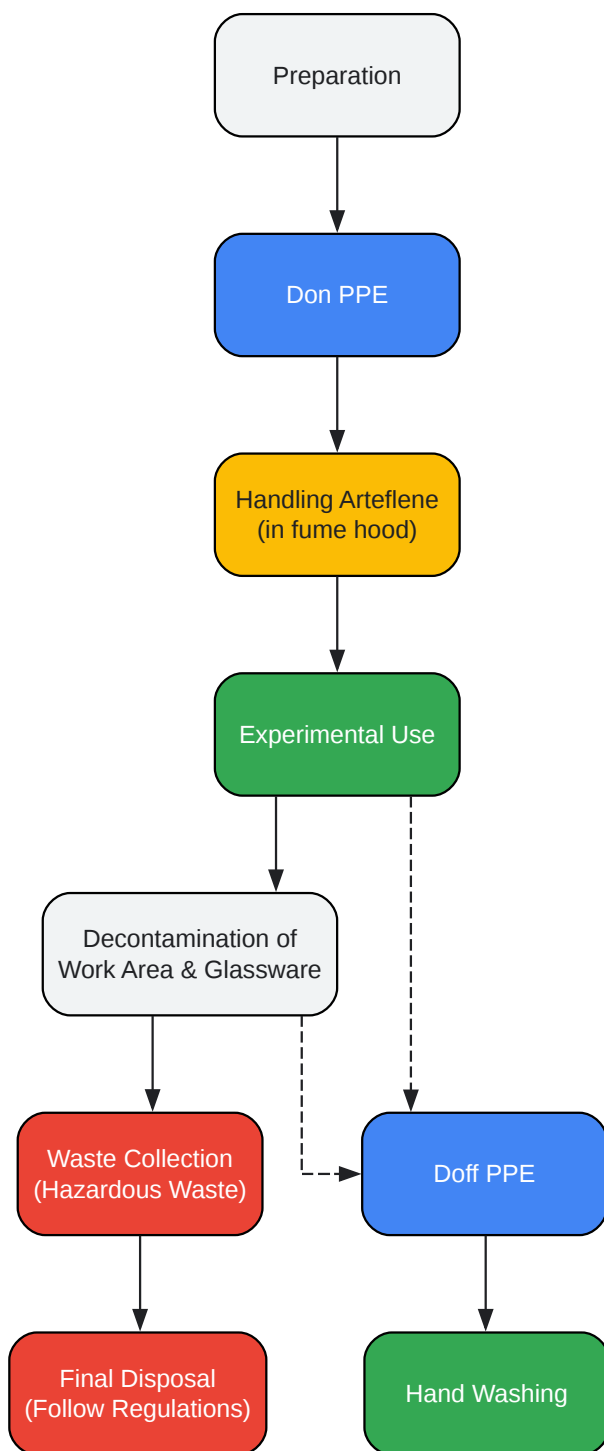 Preparation
Don PPE
Handling Arteflene
(in fume hood)
Experimental Use
Decontamination of
Work Area & Glassware
Waste Collection
(Hazardous Waste)
Doff PPE
Final Disposal
(Follow Regulations)
Hand Washing